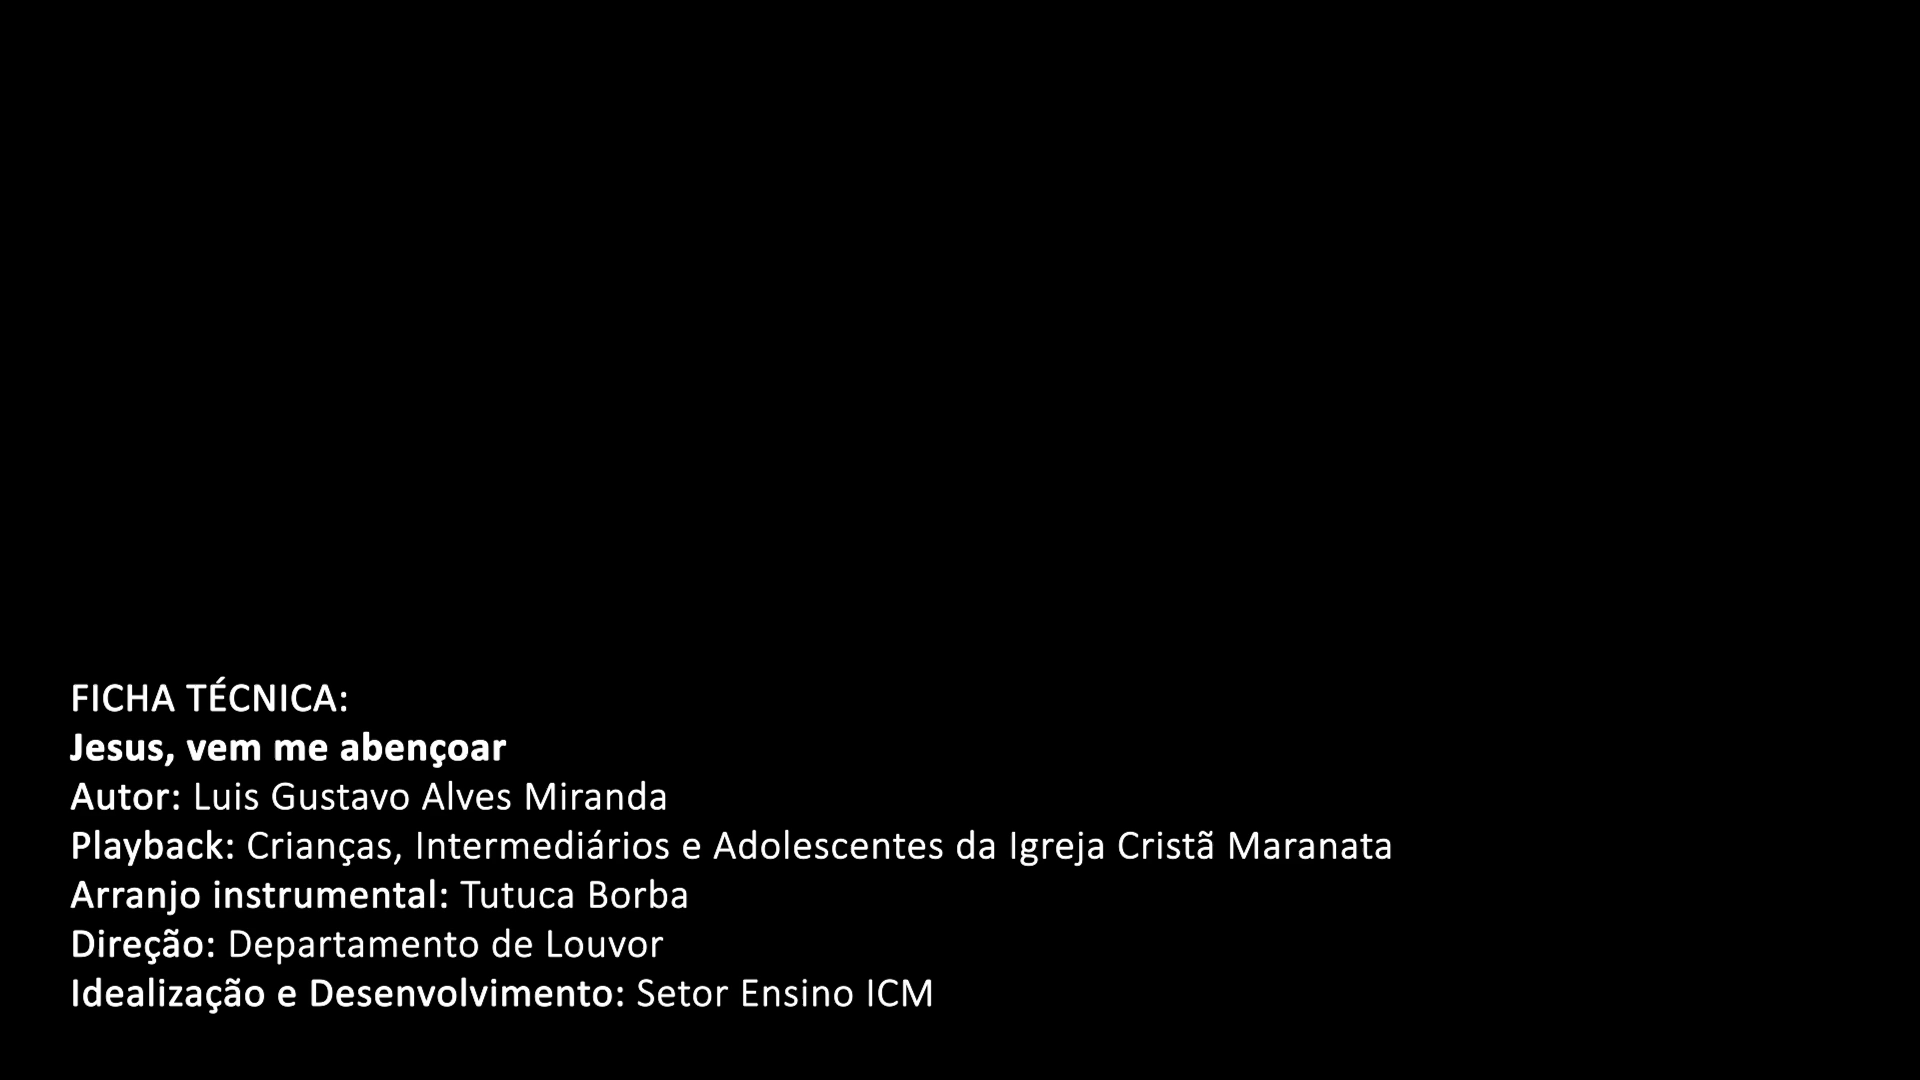 FICHA TÉCNICA:
Jesus, vem me abençoar
Autor: Luis Gustavo Alves Miranda
Playback: Crianças, Intermediários e Adolescentes da Igreja Cristã Maranata
Arranjo instrumental: Tutuca Borba
Direção: Departamento de Louvor
Idealização e Desenvolvimento: Setor Ensino ICM